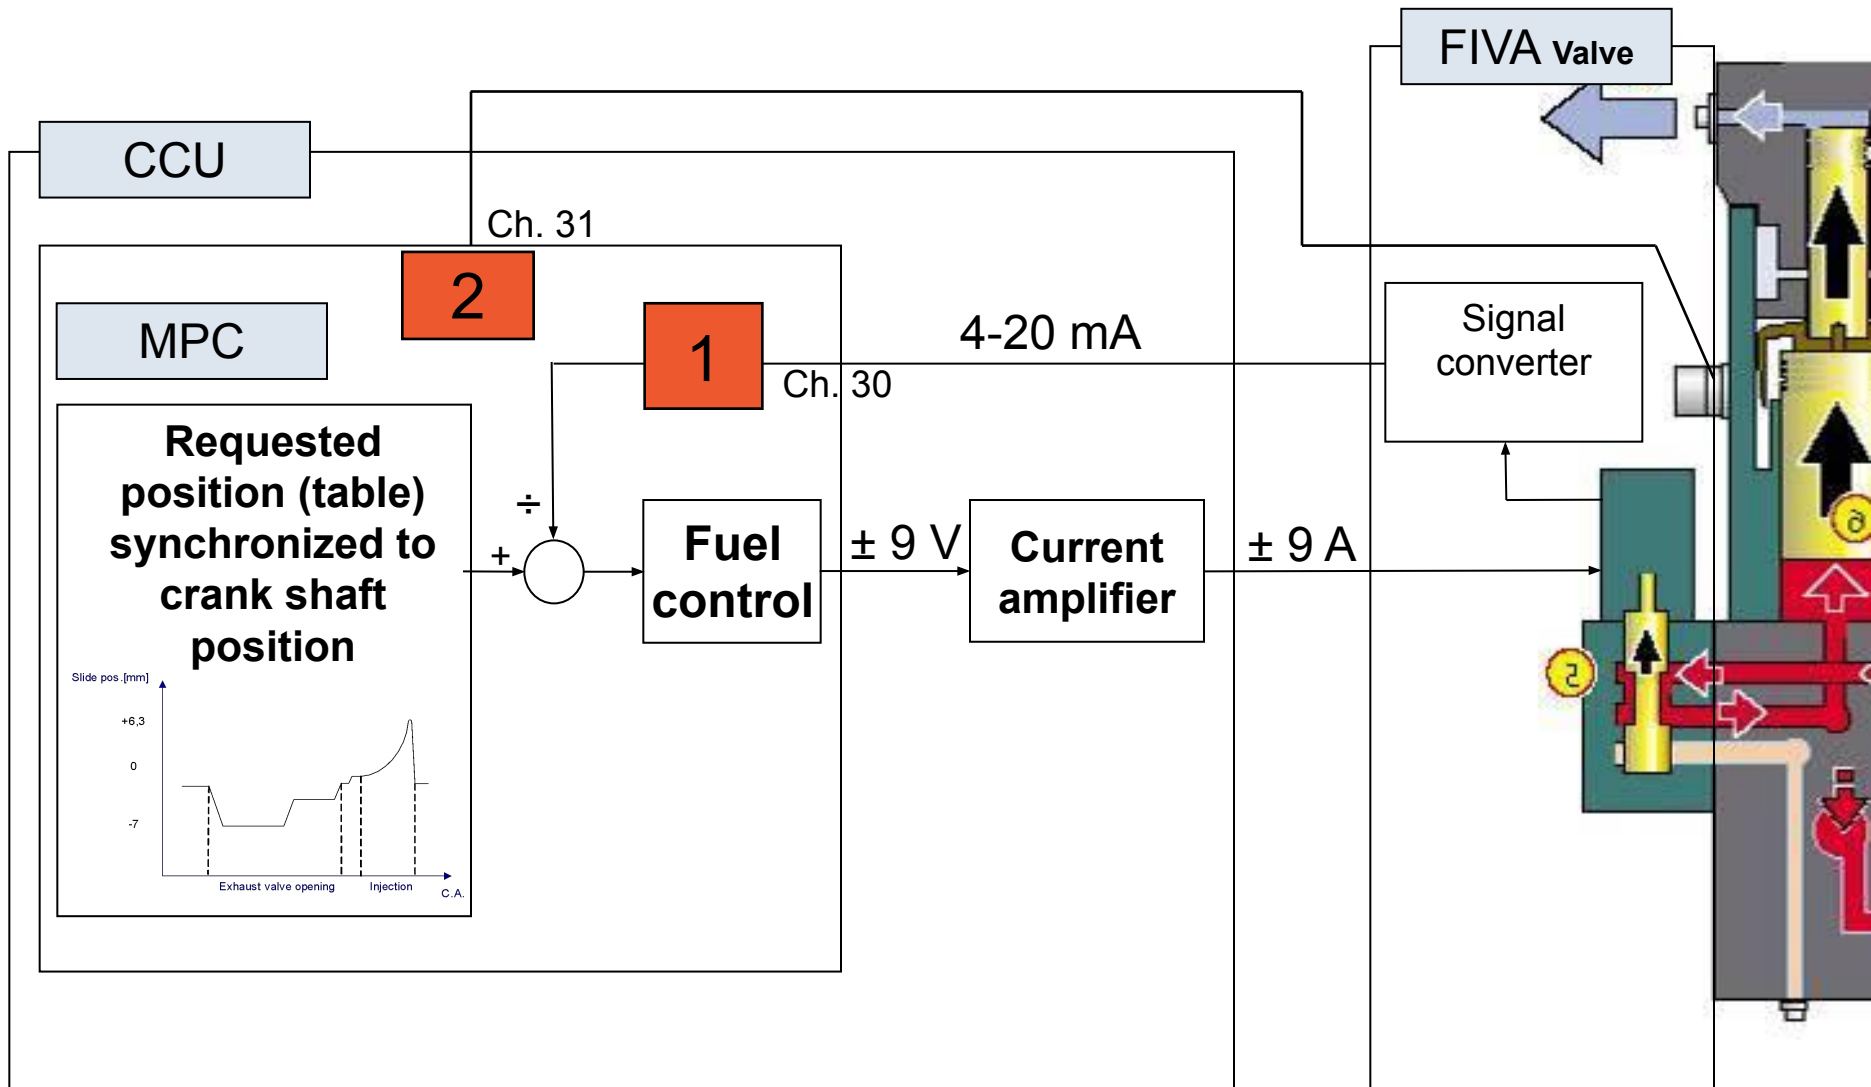 FIVA Valve
CCU
Ch. 31
2
MPC
1
4-20 mA
Ch. 30
Signal
converter
Requested
position (table)
synchronized to
crank shaft
position
÷
+
Fuel
control
± 9 V
Current
amplifier
± 9 A
Slide pos.[mm]
+6,3
0
-7
Exhaust valve opening
Injection
C.A.